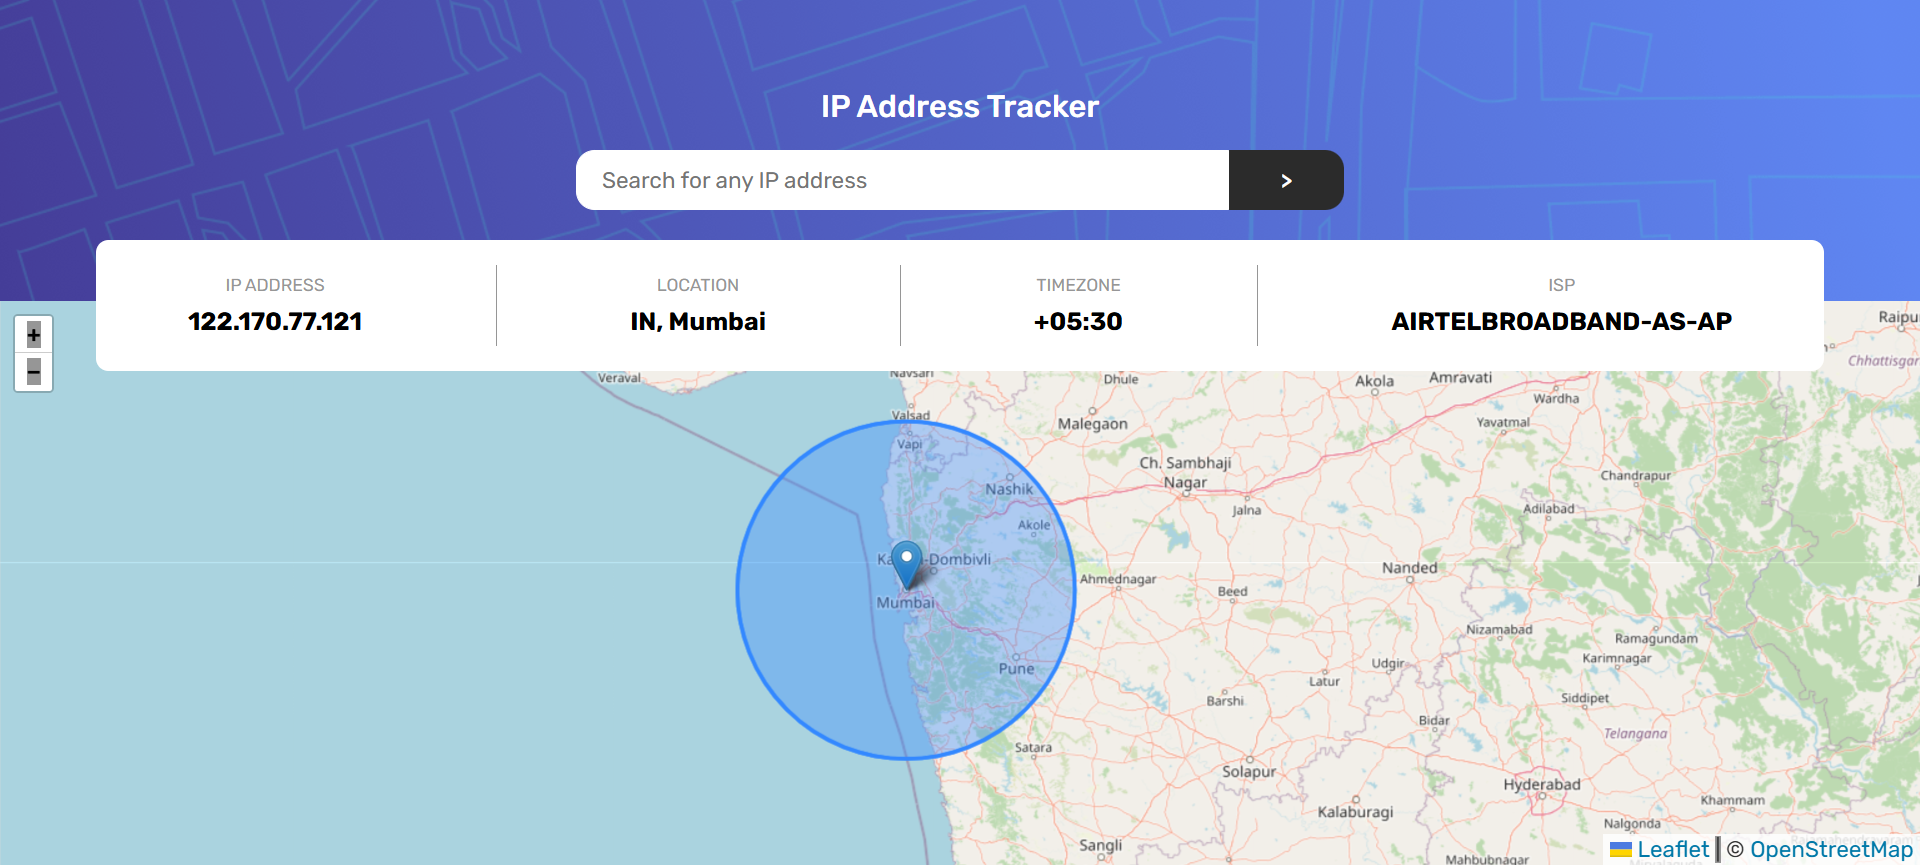 IP Address Tracker
Search for any IP address
>
IP ADDRESS
122.170.77.121
LOCATION
IN, Mumbai
TIMEZONE
+05:30
ISP
AIRTELBROADBAND-AS-AP
+
−
Raipu
Chhattisgar
Veraval
Navsari
Dhule
Akola
Amravati
Wardha
Valsad
Malegaon
Yavatmal
Vapi
Ch. Sambhaji
Nagar
Chandrapur
Nashik
Jalna
Adilabad
Akole
-Dombivli
Ahmednagar
Nanded
Beed
Mumbai
Nizamabad
Ramagundam
Karimnagar
Pune
Udgir
Latur
Siddipet
Barshi
Bidar
Telangana
Satara
Solapur
Hyderabad
Khammam
Kalaburagi
Nalgonda
Sangli
Mahbubnagar
Leaflet | © OpenStreetMap